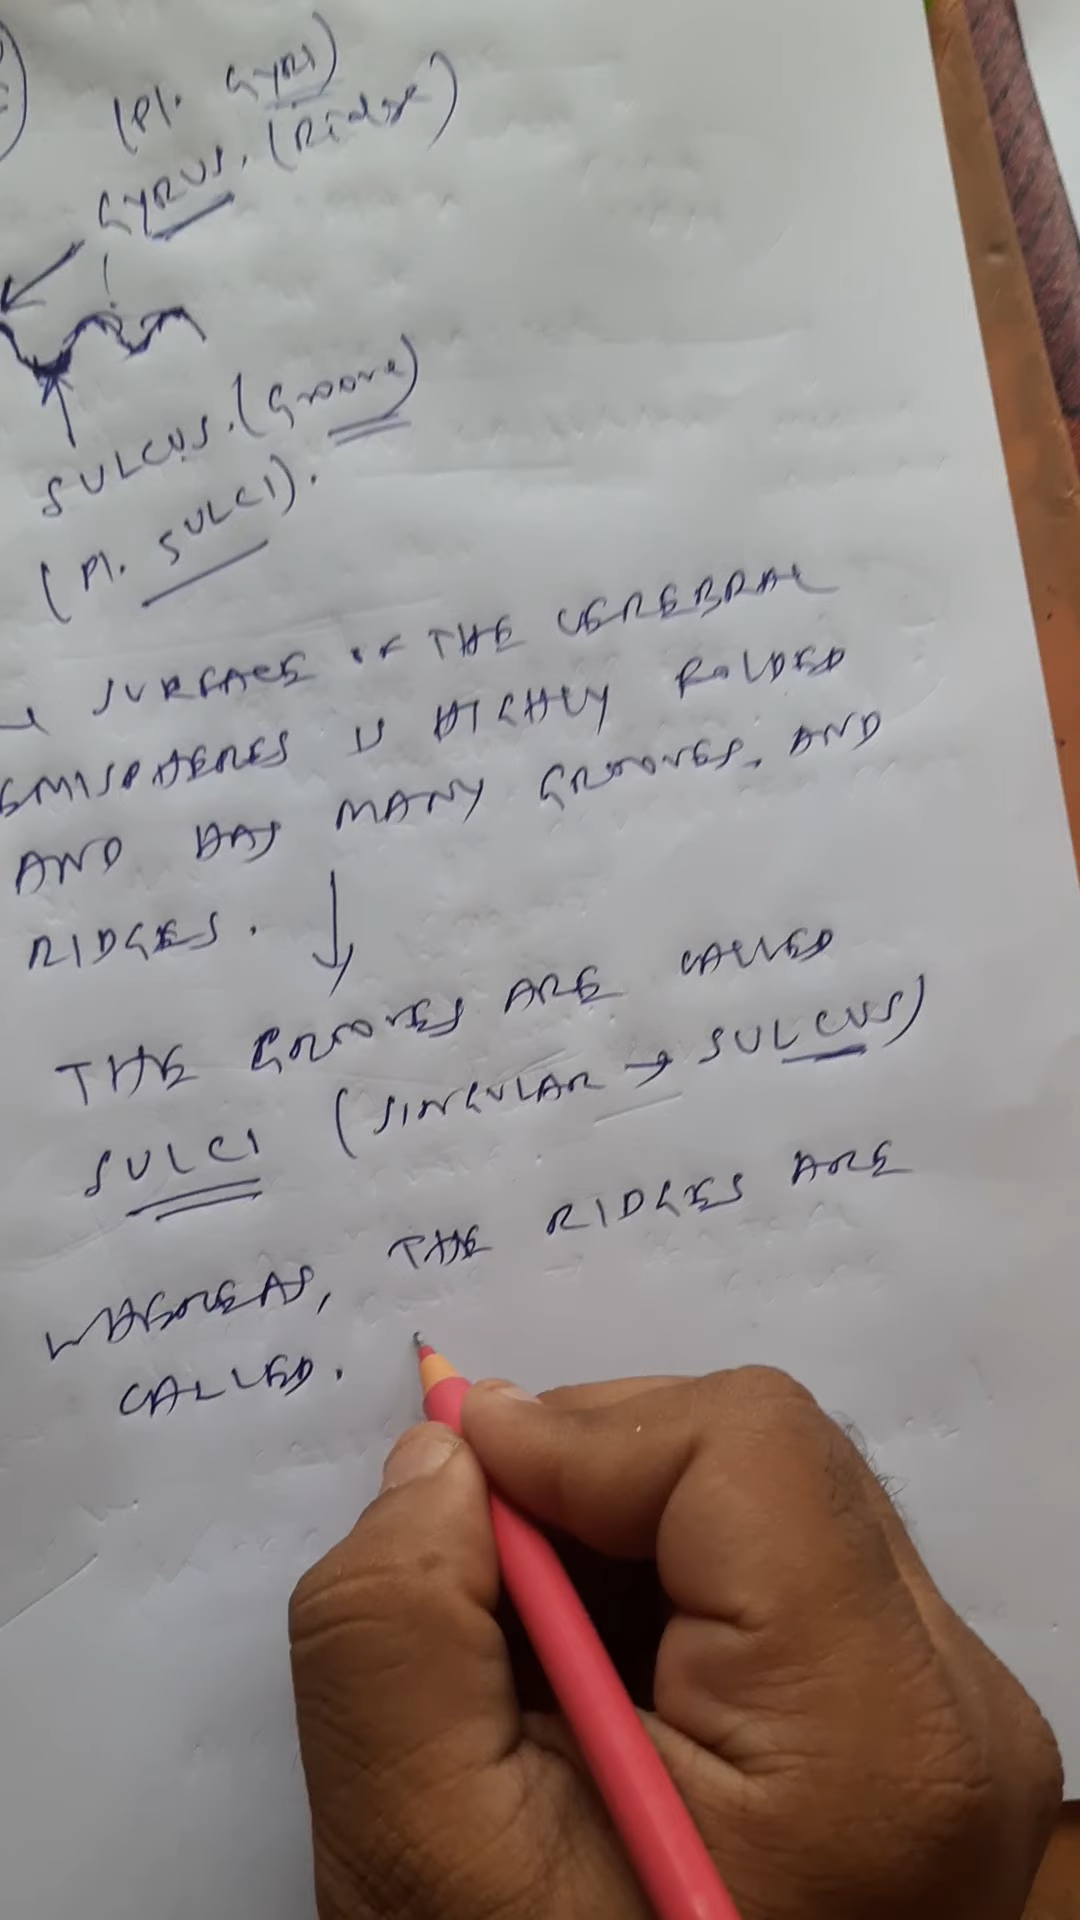 (Pl. GYRI)
GYRUS. (Ridge)
SULCUS. (Groove)
(Pl. SULCI).
SURFACE OF THE CEREBRAL
EMISPHERES IS HIGHLY FOLDED
AND HAS MANY GROOVES, AND
RIDGES.
THE GROOVES ARE CALLED
SULCI (SINGULAR → SULCUS)
WHEREAS, THE RIDGES ARE
CALLED.